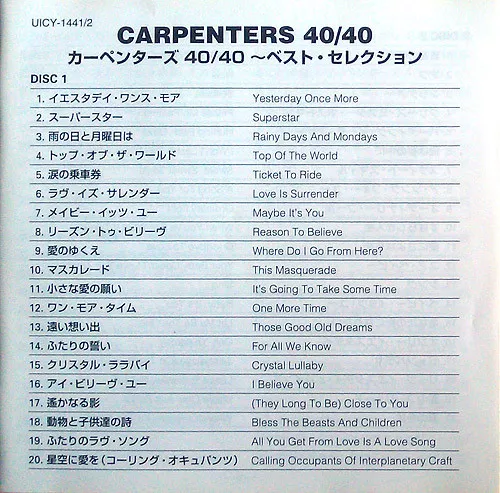 UICY-1441/2
CARPENTERS 40/40
カーペンターズ 40/40 〜ベスト・セレクション
DISC 1
1. イエスタデイ・ワンス・モア Yesterday Once More
2. スーパースター Superstar
3. 雨の日と月曜日は Rainy Days And Mondays
4. トップ・オブ・ザ・ワールド Top Of The World
5. 涙の乗車券 Ticket To Ride
6. ラヴ・イズ・サレンダー Love Is Surrender
7. メイビー・イッツ・ユー Maybe It's You
8. リーズン・トゥ・ビリーヴ Reason To Believe
9. 愛のゆくえ Where Do I Go From Here?
10. マスカレード This Masquerade
11. 小さな愛の願い It's Going To Take Some Time
12. ワン・モア・タイム One More Time
13. 遠い想い出 Those Good Old Dreams
14. ふたりの誓い For All We Know
15. クリスタル・ララバイ Crystal Lullaby
16. アイ・ビリーヴ・ユー I Believe You
17. 遙かなる影 (They Long To Be) Close To You
18. 動物と子供達の詩 Bless The Beasts And Children
19. ふたりのラヴ・ソング All You Get From Love Is A Love Song
20. 星空に愛を(コーリング・オキュパンツ) Calling Occupants Of Interplanetary Craft